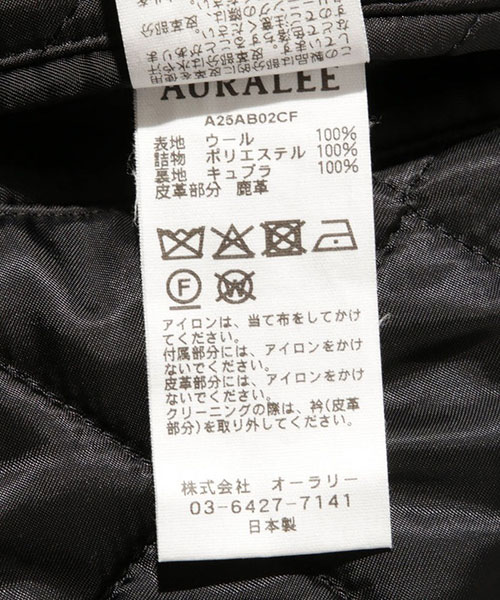 AURALEE
A25AB02CF
表地 ウール 100%
詰物 ポリエステル 100%
裏地 キュプラ 100%
皮革部分 鹿革
F
W
アイロンは、当て布をしてかけ
てください。
付属部分には、アイロンをかけ
ないでください。
皮革部分には、アイロンをかけ
ないでください。
クリーニングの際は、衿(皮革
部分)を取り外してください。
株式会社 オーラリー
03-6427-7141
日本製